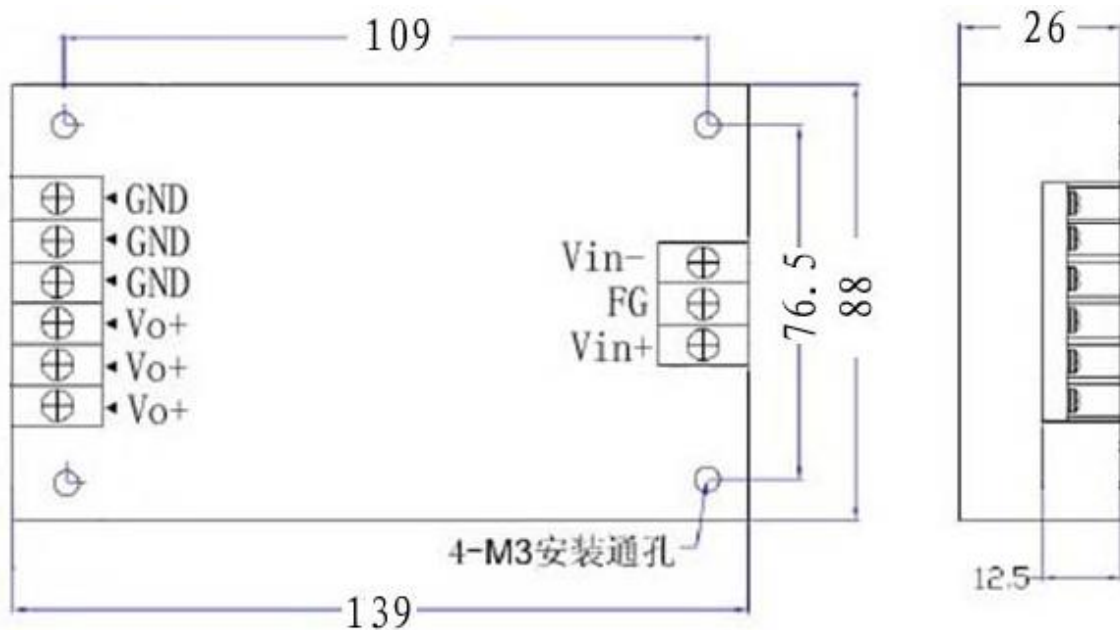 109
26
GND
GND
GND
Vo+
Vo+
Vo+
Vin-
FG
Vin+
76.5
88
4-M3安装通孔
12.5
139